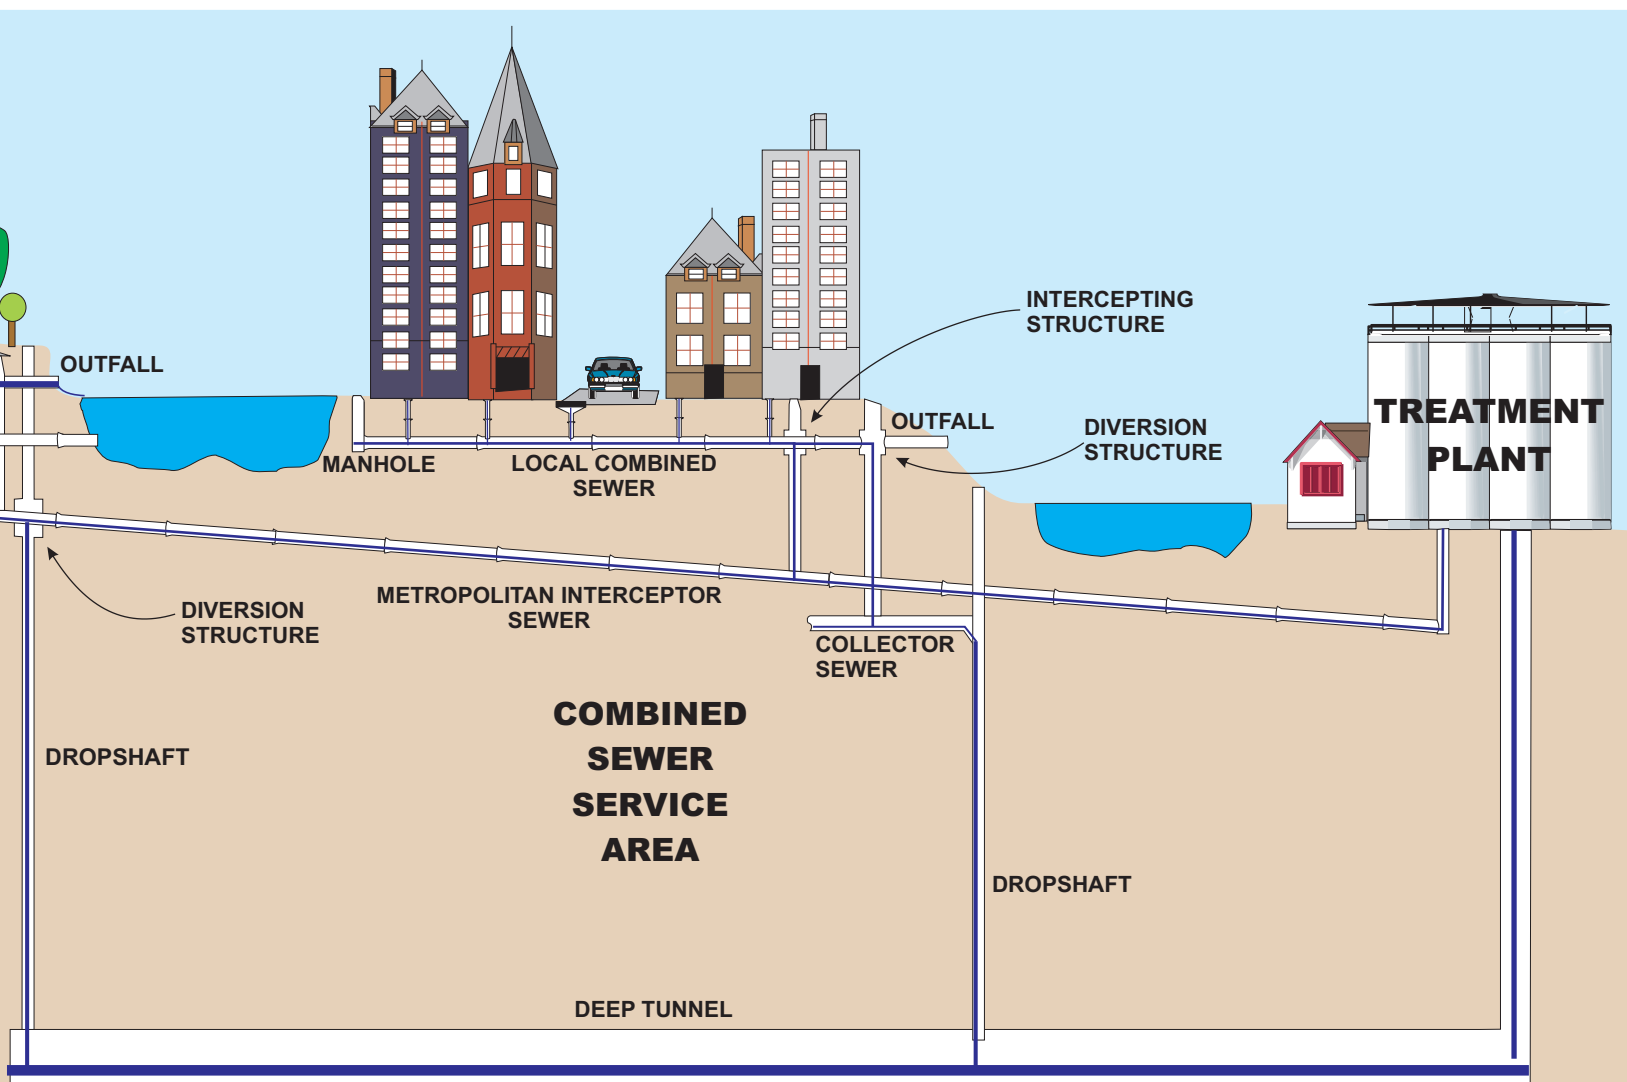 OUTFALL
INTERCEPTING
STRUCTURE
TREATMENT
PLANT
OUTFALL
DIVERSION
STRUCTURE
MANHOLE
LOCAL COMBINED
SEWER
METROPOLITAN INTERCEPTOR
SEWER
DIVERSION
STRUCTURE
COLLECTOR
SEWER
COMBINED
SEWER
SERVICE
AREA
DROPSHAFT
DROPSHAFT
DEEP TUNNEL